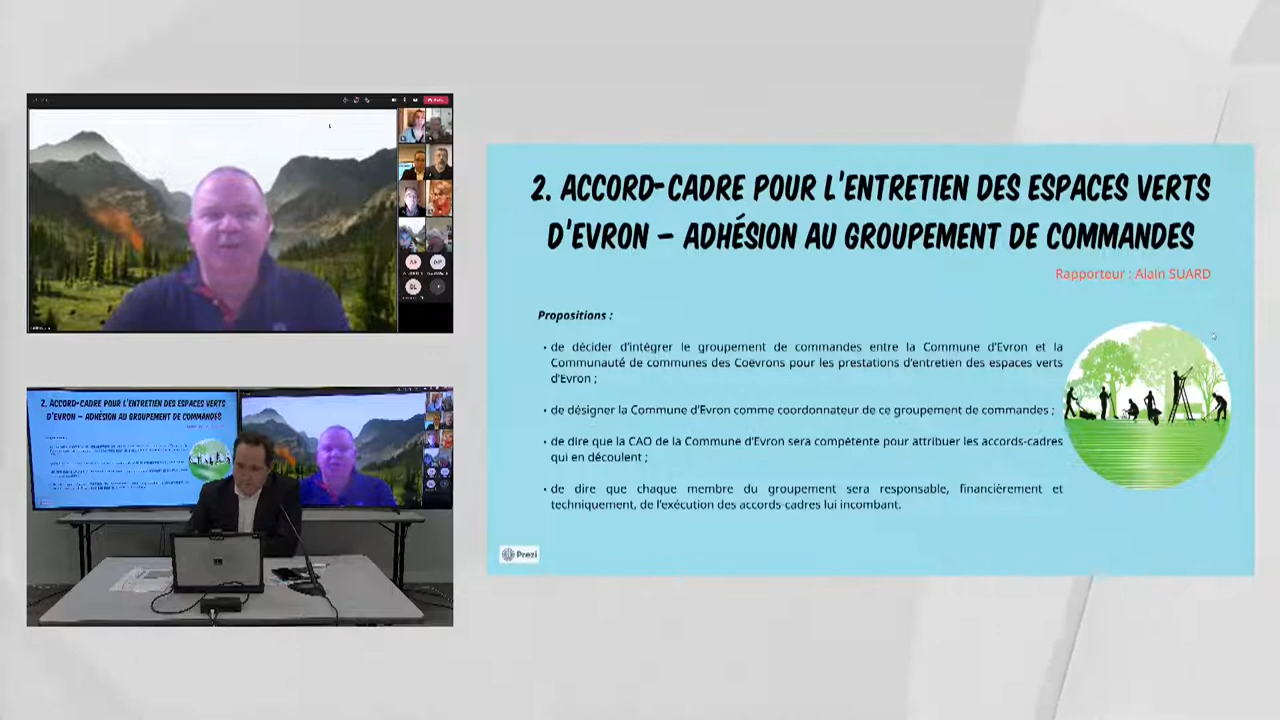 2. ACCORD-CADRE POUR L'ENTRETIEN DES ESPACES VERTS
D'EVRON – ADHÉSION AU GROUPEMENT DE COMMANDES
Rapporteur : Alain SUARD
Propositions :
• de décider d'intégrer le groupement de commandes entre la Commune d'Evron et la
Communauté de communes des Coëvrons pour les prestations d'entretien des espaces verts
d'Evron ;
• de désigner la Commune d'Evron comme coordonnateur de ce groupement de commandes ;
• de dire que la CAO de la Commune d'Evron sera compétente pour attribuer les accords-cadres
qui en découlent ;
• de dire que chaque membre du groupement sera responsable, financièrement et
techniquement, de l'exécution des accords-cadres lui incombant.
Prezi
2. ACCORD-CADRE POUR L'ENTRETIEN DES ESPACES VERTS
D'EVRON – ADHÉSION AU GROUPEMENT DE COMMANDES